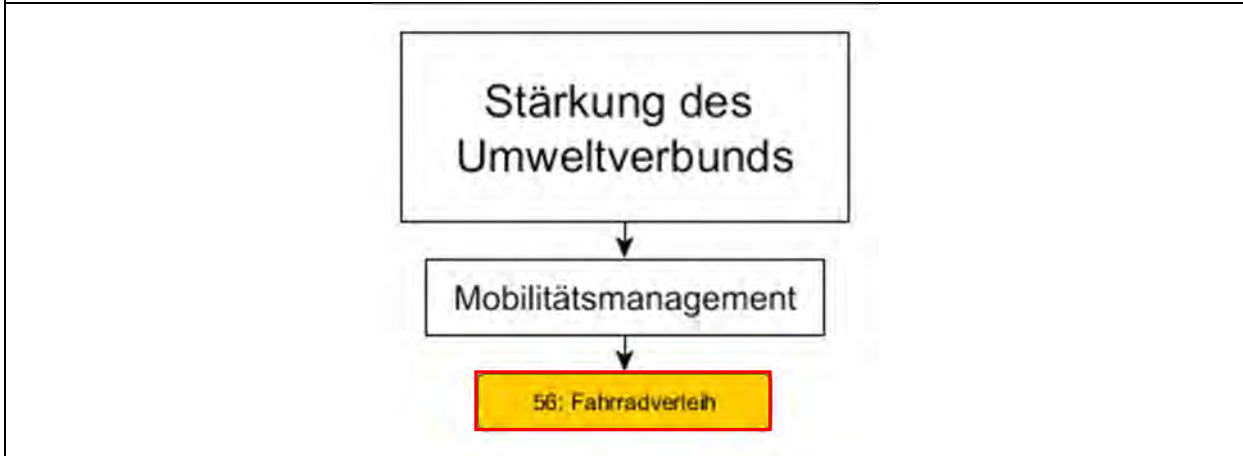 Stärkung des
Umweltverbunds
Mobilitätsmanagement
56: Fahrradverleih